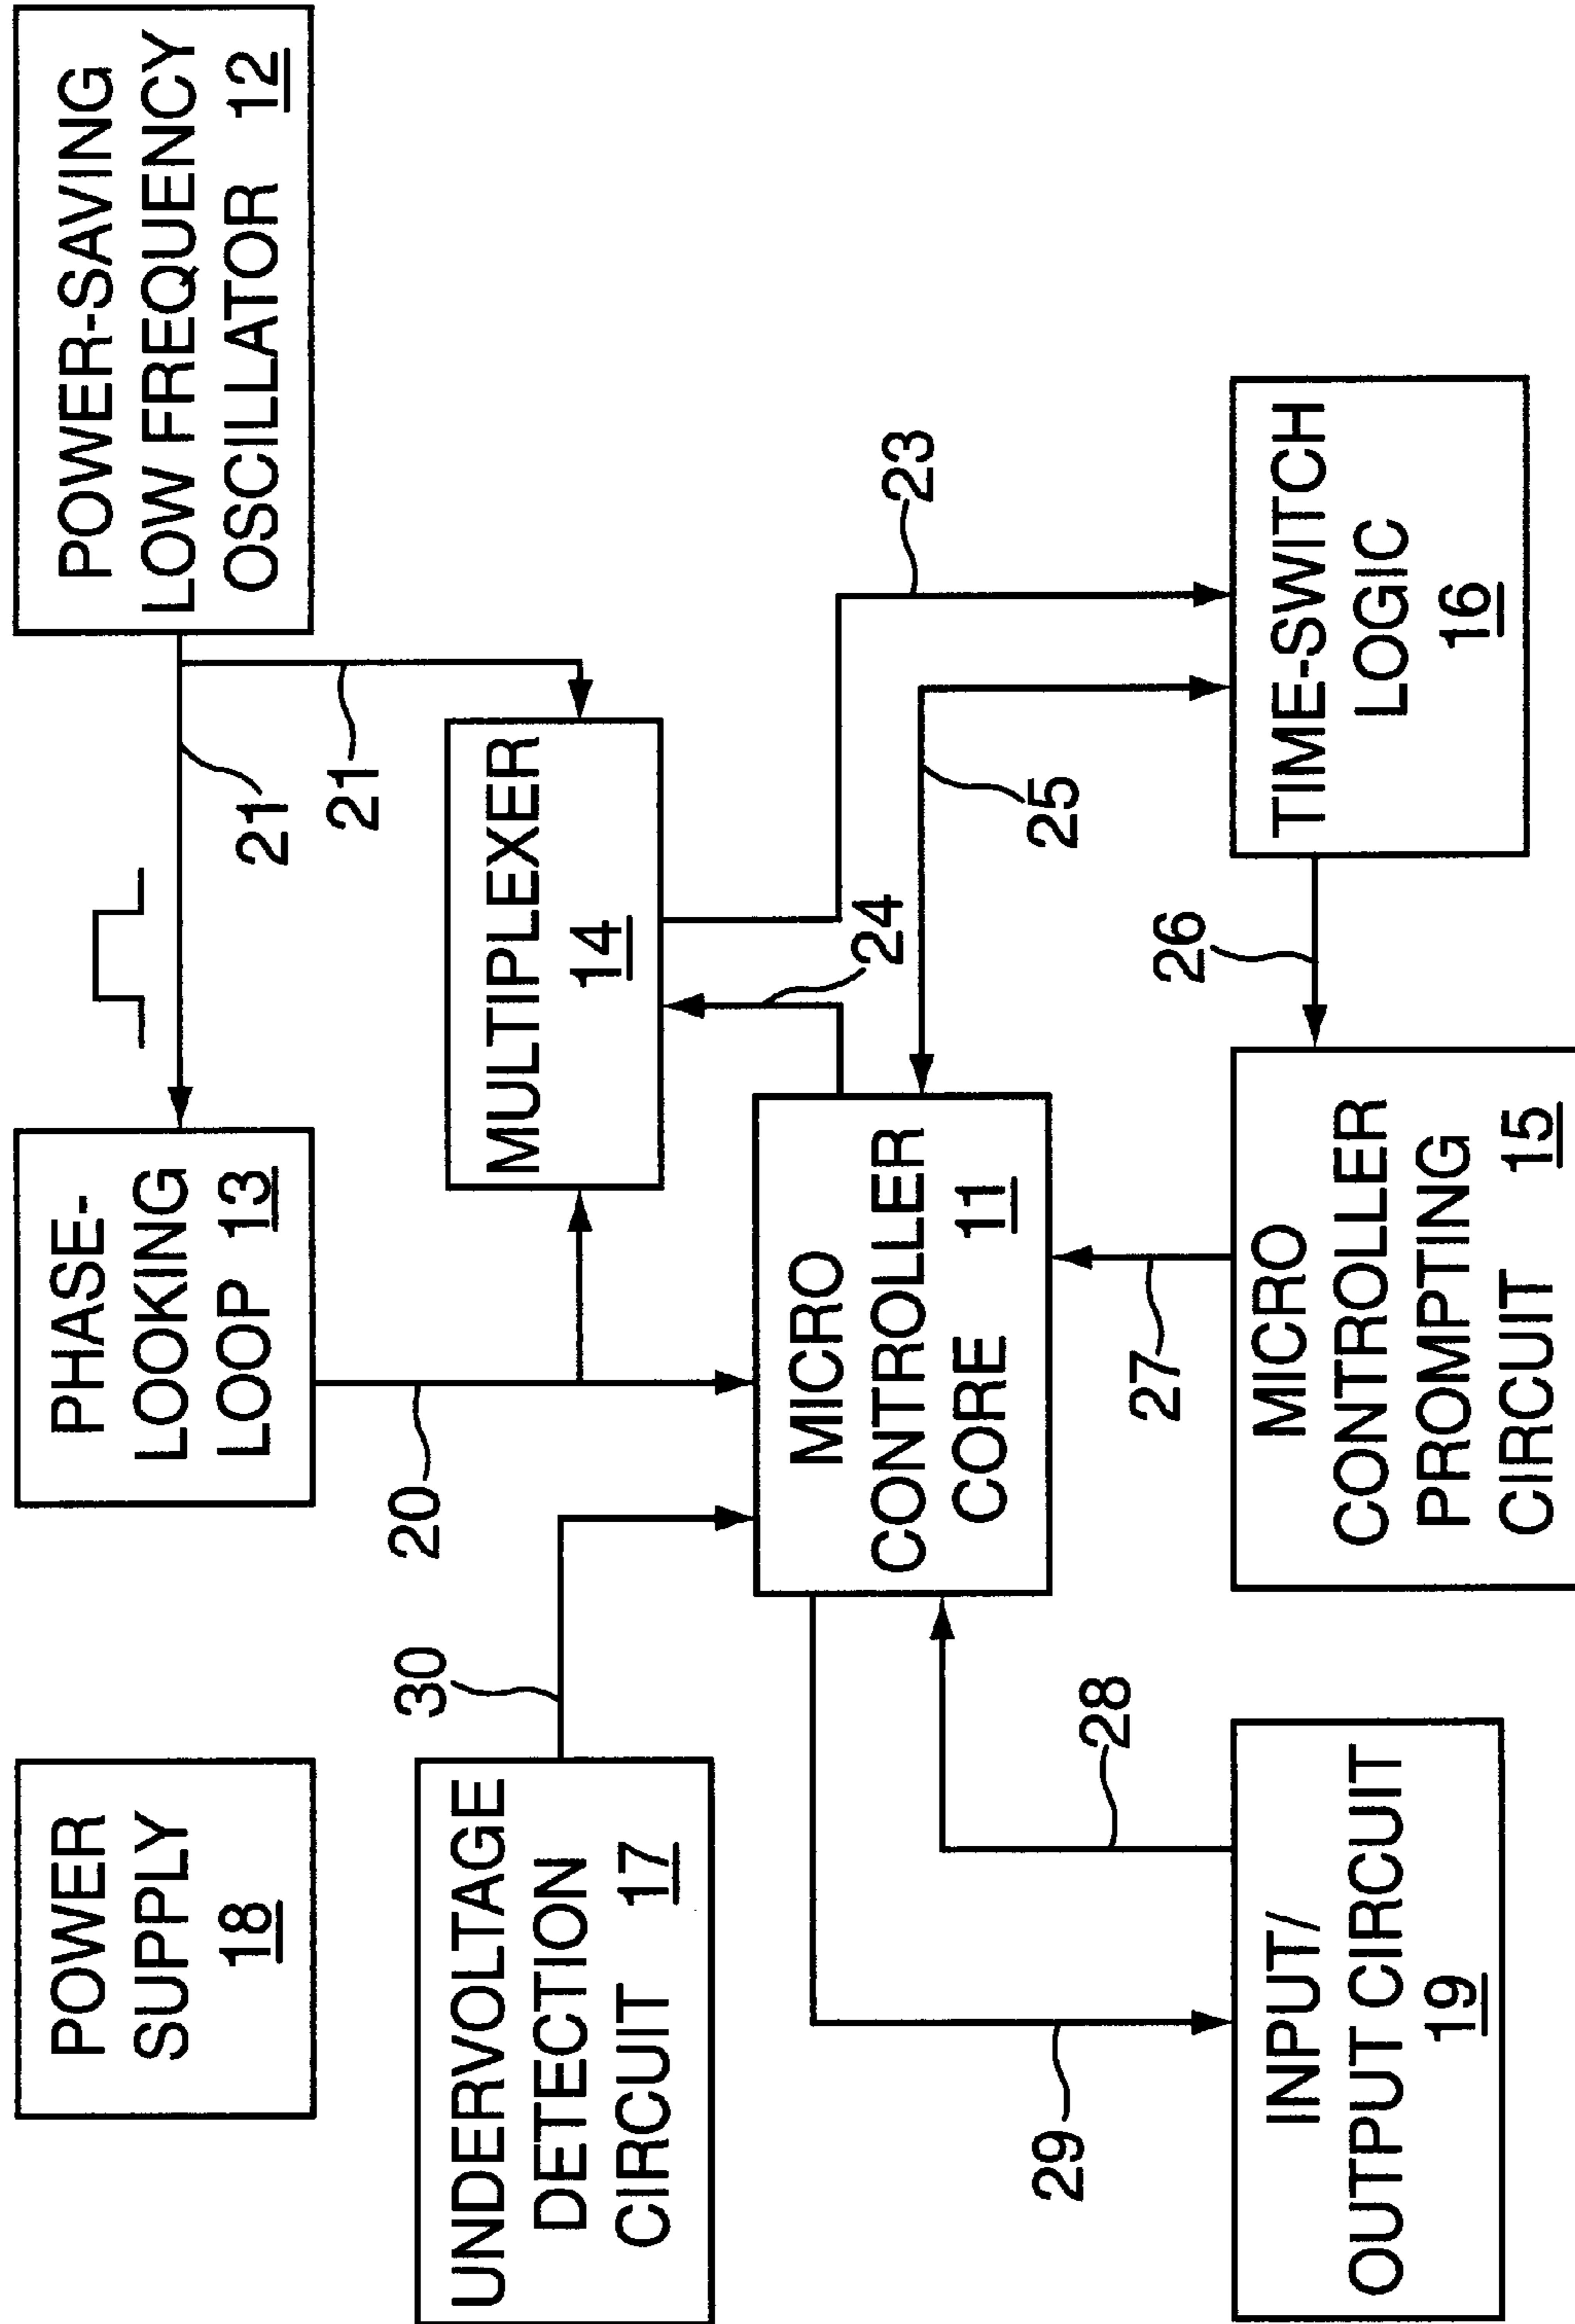 POWER
SUPPLY
18
PHASE-
LOOKING
LOOP 13
21
POWER-SAVING
LOW FREQUENCY
OSCILLATOR 12
21
20
30
UNDERVOLTAGE
DETECTION
CIRCUIT 17
MULTIPLEXER
14
24
23
MICRO
CONTROLLER
CORE 11
25
29
28
27
26
INPUT/
OUTPUT CIRCUIT
19
MICRO
CONTROLLER
PROMPTING
CIRCUIT 15
TIME-SWITCH
LOGIC
16